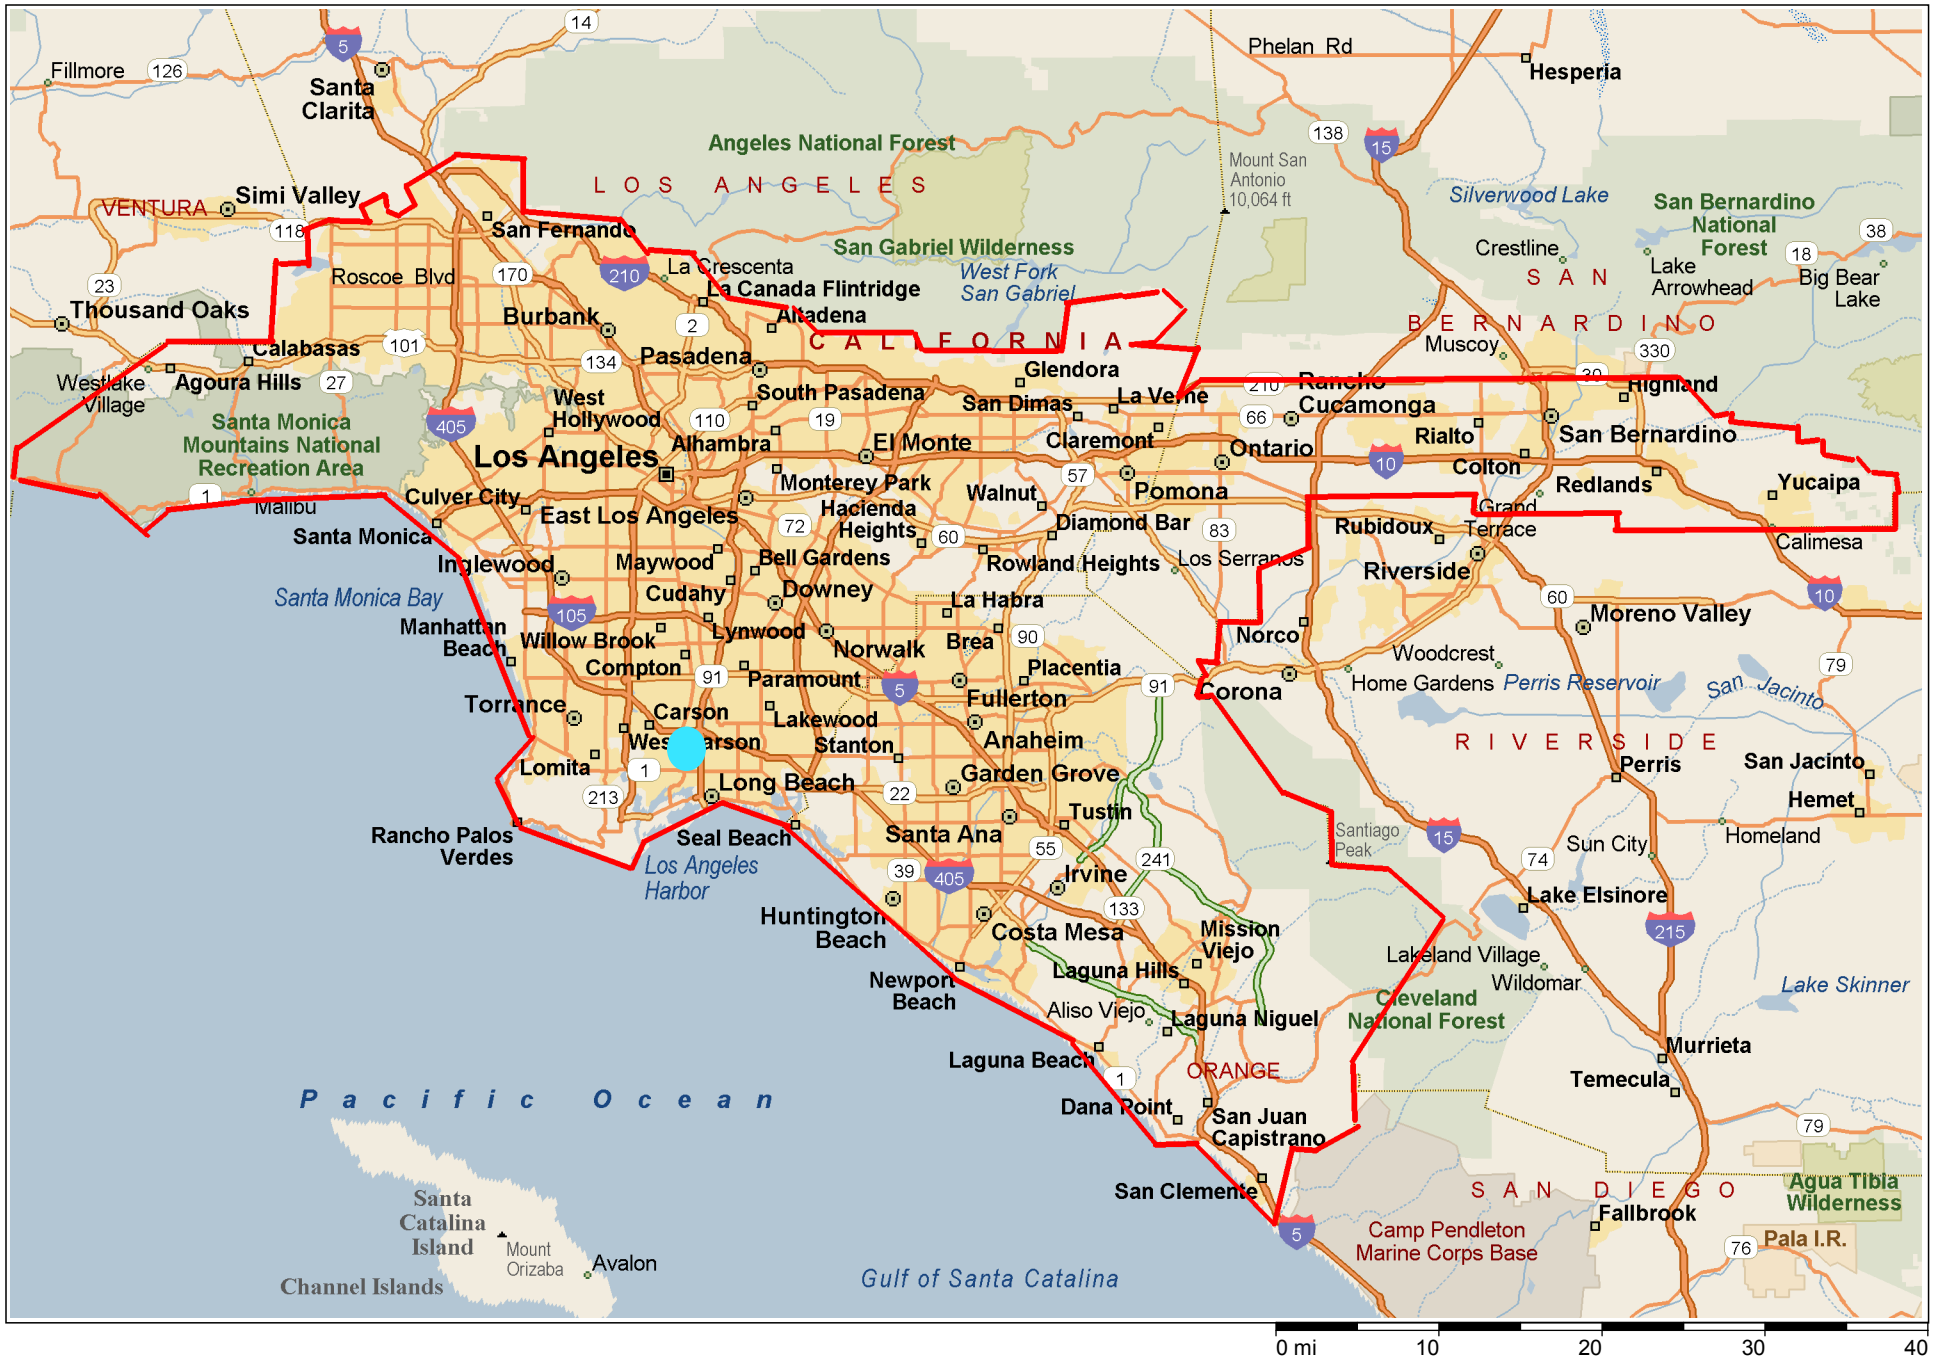 14
5
Fillmore
126
Santa
Clarita
Phelan Rd
Hesperia
138
15
Angeles National Forest
LOS ANGELES
Mount San
Antonio
10,064 ft
Silverwood Lake
San Bernardino
National
Forest
38
18
Simi Valley
VENTURA
118
San Fernando
San Gabriel Wilderness
West Fork
San Gabriel
Crestline
SAN
Lake
Arrowhead
Big Bear
Lake
23
Roscoe Blvd
170
210
La Crescenta
La Canada Flintridge
Thousand Oaks
Burbank
2
Altadena
CALIFORNIA
BERNARDINO
Muscoy
330
101
Calabasas
134
Pasadena
Glendora
Westlake
Village
Agoura Hills
27
210
Rancho
Cucamonga
30
Highland
West
Hollywood
South Pasadena
San Dimas
La Verne
66
Santa Monica
Mountains National
Recreation Area
405
110
19
Alhambra
El Monte
Claremont
Ontario
Rialto
San Bernardino
Los Angeles
10
Colton
57
Pomona
Redlands
Yucaipa
1
Malibu
Culver City
East Los Angeles
Monterey Park
Hacienda
Heights
Walnut
Diamond Bar
Grand
Terrace
Santa Monica
72
60
83
Rubidoux
Calimesa
Inglewood
Maywood
Bell Gardens
Rowland Heights
Los Serranos
Riverside
Santa Monica Bay
105
Cudahy
Downey
La Habra
60
10
Moreno Valley
Manhattan
Beach
Willow Brook
Lynwood
Norwalk
Brea
90
Norco
Compton
91
Paramount
5
Placentia
91
Corona
Woodcrest
Home Gardens
Perris Reservoir
San Jacinto
79
Fullerton
Torrance
Carson
Lakewood
Anaheim
West Carson
Stanton
RIVERSIDE
Perris
San Jacinto
Lomita
1
Long Beach
Garden Grove
213
22
Hemet
Tustin
Rancho Palos
Verdes
Seal Beach
Santa Ana
55
Santiago
Peak
15
Homeland
Sun City
Los Angeles
Harbor
39
405
Irvine
241
74
Lake Elsinore
133
Huntington
Beach
Costa Mesa
Mission
Viejo
215
Lakeland Village
Wildomar
Laguna Hills
Newport
Beach
Lake Skinner
Aliso Viejo
Laguna Niguel
Cleveland
National Forest
Laguna Beach
Murrieta
1
ORANGE
Temecula
Pacific Ocean
Dana Point
San Juan
Capistrano
79
San Clemente
SAN DIEGO
Agua Tibia
Wilderness
Fallbrook
Santa
Catalina
Island
Mount
Orizaba
Avalon
5
Camp Pendleton
Marine Corps Base
76
Pala I.R.
Channel Islands
Gulf of Santa Catalina
0 mi 10 20 30 40